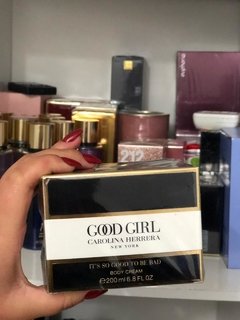 GOOD GIRL
CAROLINA HERRERA
NEW YORK
IT'S SO GOOD TO BE BAD
BODY CREAM
e 200 ml 6.8 FL OZ
212